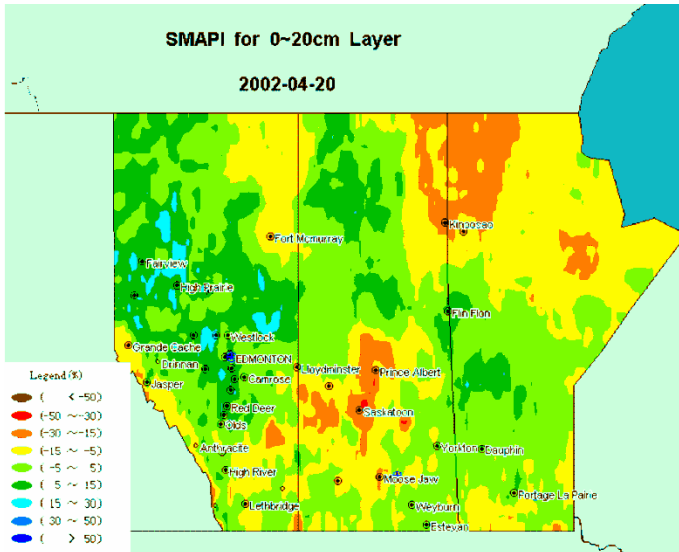 SMAPI for 0~20cm Layer
2002-04-20
Kinoosao
Fort Mcmurray
Fairview
High Prairie
Flin Flon
Westlock
Grande Cache
EDMONTON
Drinnan
Lloydminster
Prince Albert
Jasper
Camrose
Red Deer
Saskatoon
Olds
Anthracite
Yorkton
Dauphin
High River
Moose Jaw
Portage La Pairie
Lethbridge
Weyburn
Estevan
Legend(%)
( < -50)
(-50 ~ -30)
(-30 ~ -15)
(-15 ~ -5)
(-5 ~ 5)
( 5 ~ 15)
( 15 ~ 30)
( 30 ~ 50)
( > 50)